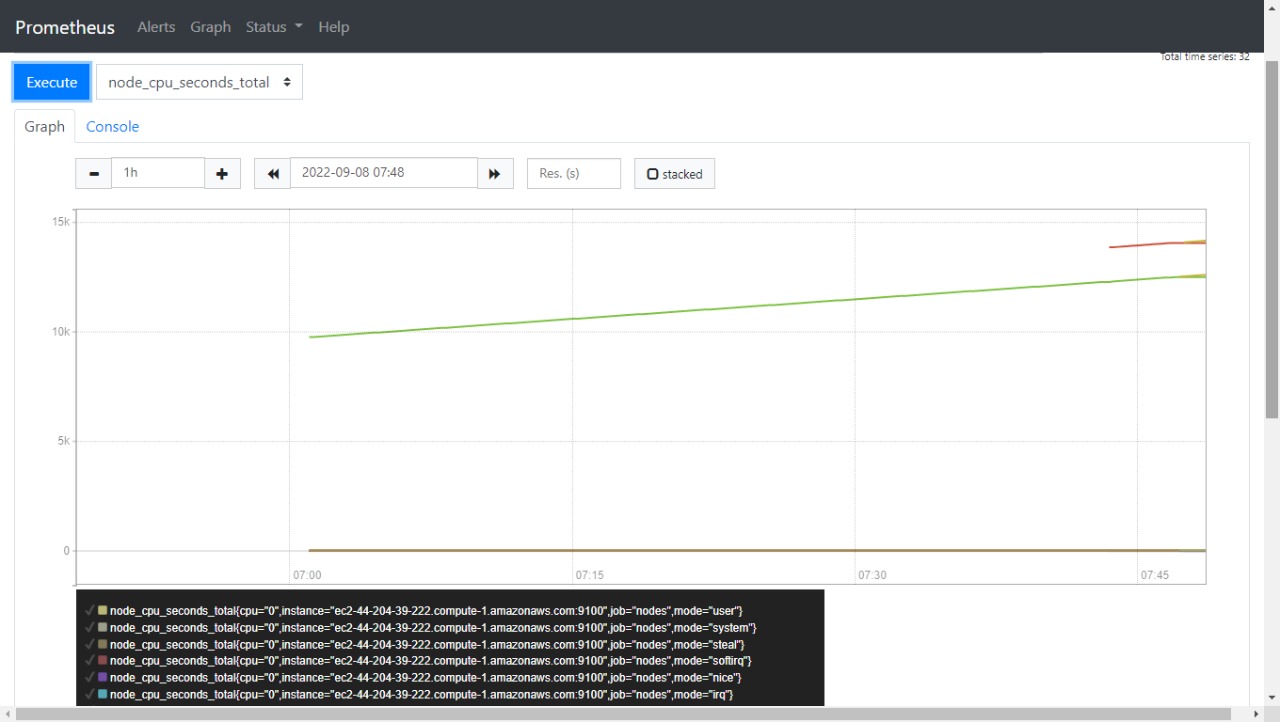 Prometheus Alerts Graph Status Help
Total time series: 32
Execute node_cpu_seconds_total
Graph Console
1h 2022-09-08 07:48 Res. (s) stacked
15k
10k
5k
0
07:00 07:15 07:30 07:45
node_cpu_seconds_total{cpu="0",instance="ec2-44-204-39-222.compute-1.amazonaws.com:9100",job="nodes",mode="user"}
node_cpu_seconds_total{cpu="0",instance="ec2-44-204-39-222.compute-1.amazonaws.com:9100",job="nodes",mode="system"}
node_cpu_seconds_total{cpu="0",instance="ec2-44-204-39-222.compute-1.amazonaws.com:9100",job="nodes",mode="steal"}
node_cpu_seconds_total{cpu="0",instance="ec2-44-204-39-222.compute-1.amazonaws.com:9100",job="nodes",mode="softirq"}
node_cpu_seconds_total{cpu="0",instance="ec2-44-204-39-222.compute-1.amazonaws.com:9100",job="nodes",mode="nice"}
node_cpu_seconds_total{cpu="0",instance="ec2-44-204-39-222.compute-1.amazonaws.com:9100",job="nodes",mode="irq"}